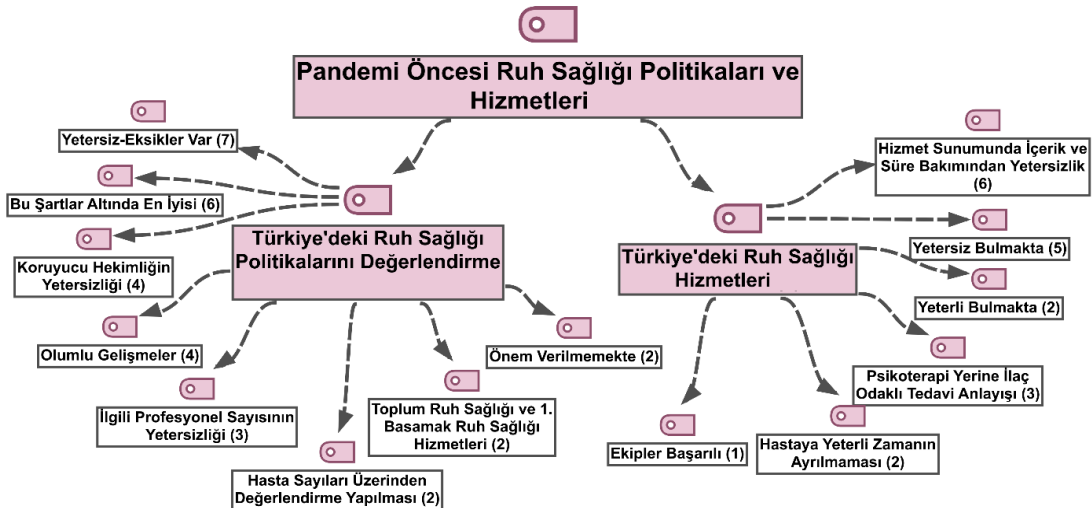 Pandemi Öncesi Ruh Sağlığı Politikaları ve
Hizmetleri
Yetersiz-Eksikler Var (7)
Bu Şartlar Altında En İyisi (6)
Koruyucu Hekimliğin
Yetersizliği (4)
Olumlu Gelişmeler (4)
İlgili Profesyonel Sayısının
Yetersizliği (3)
Türkiye'deki Ruh Sağlığı
Politikalarını Değerlendirme
Hasta Sayıları Üzerinden
Değerlendirme Yapılması (2)
Toplum Ruh Sağlığı ve 1.
Basamak Ruh Sağlığı
Hizmetleri (2)
Önem Verilmemekte (2)
Türkiye'deki Ruh Sağlığı
Hizmetleri
Hizmet Sunumunda İçerik ve
Süre Bakımından Yetersizlik
(6)
Yetersiz Bulmakta (5)
Yeterli Bulmakta (2)
Psikoterapi Yerine İlaç
Odaklı Tedavi Anlayışı (3)
Hastaya Yeterli Zamanın
Ayrılmaması (2)
Ekipler Başarılı (1)